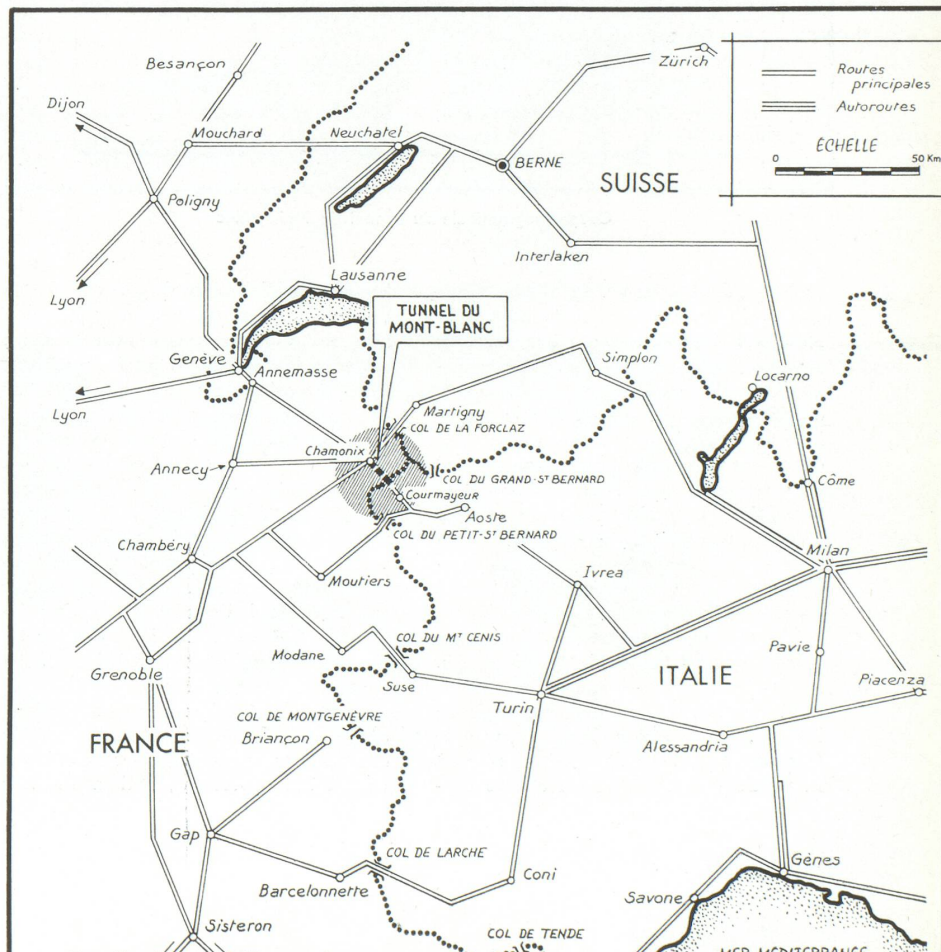 Besançon
Zürich
Routes
principales
Autoroutes
ÉCHELLE
0 50 Km
Dijon
Mouchard
Neuchatel
BERNE
SUISSE
Poligny
Interlaken
Lyon
Lausanne
TUNNEL DU
MONT-BLANC
Genève
Annemasse
Simplon
Locarno
Lyon
Martigny
COL DE LA FORCLAZ
Chamonix
Annecy
COL DU GRAND-St BERNARD
Côme
Courmayeur
Aoste
COL DU PETIT-St BERNARD
Chambéry
Milan
Moutiers
Ivrea
COL DU Mt CENIS
Modane
Pavie
Grenoble
Suse
ITALIE
Piacenza
Turin
COL DE MONTGENÈVRE
Briançon
FRANCE
Alessandria
Gap
COL DE LARCHE
Gènes
Barcelonnette
Coni
Savone
Sisteron
COL DE TENDE
MER MÉDITERRANÉE